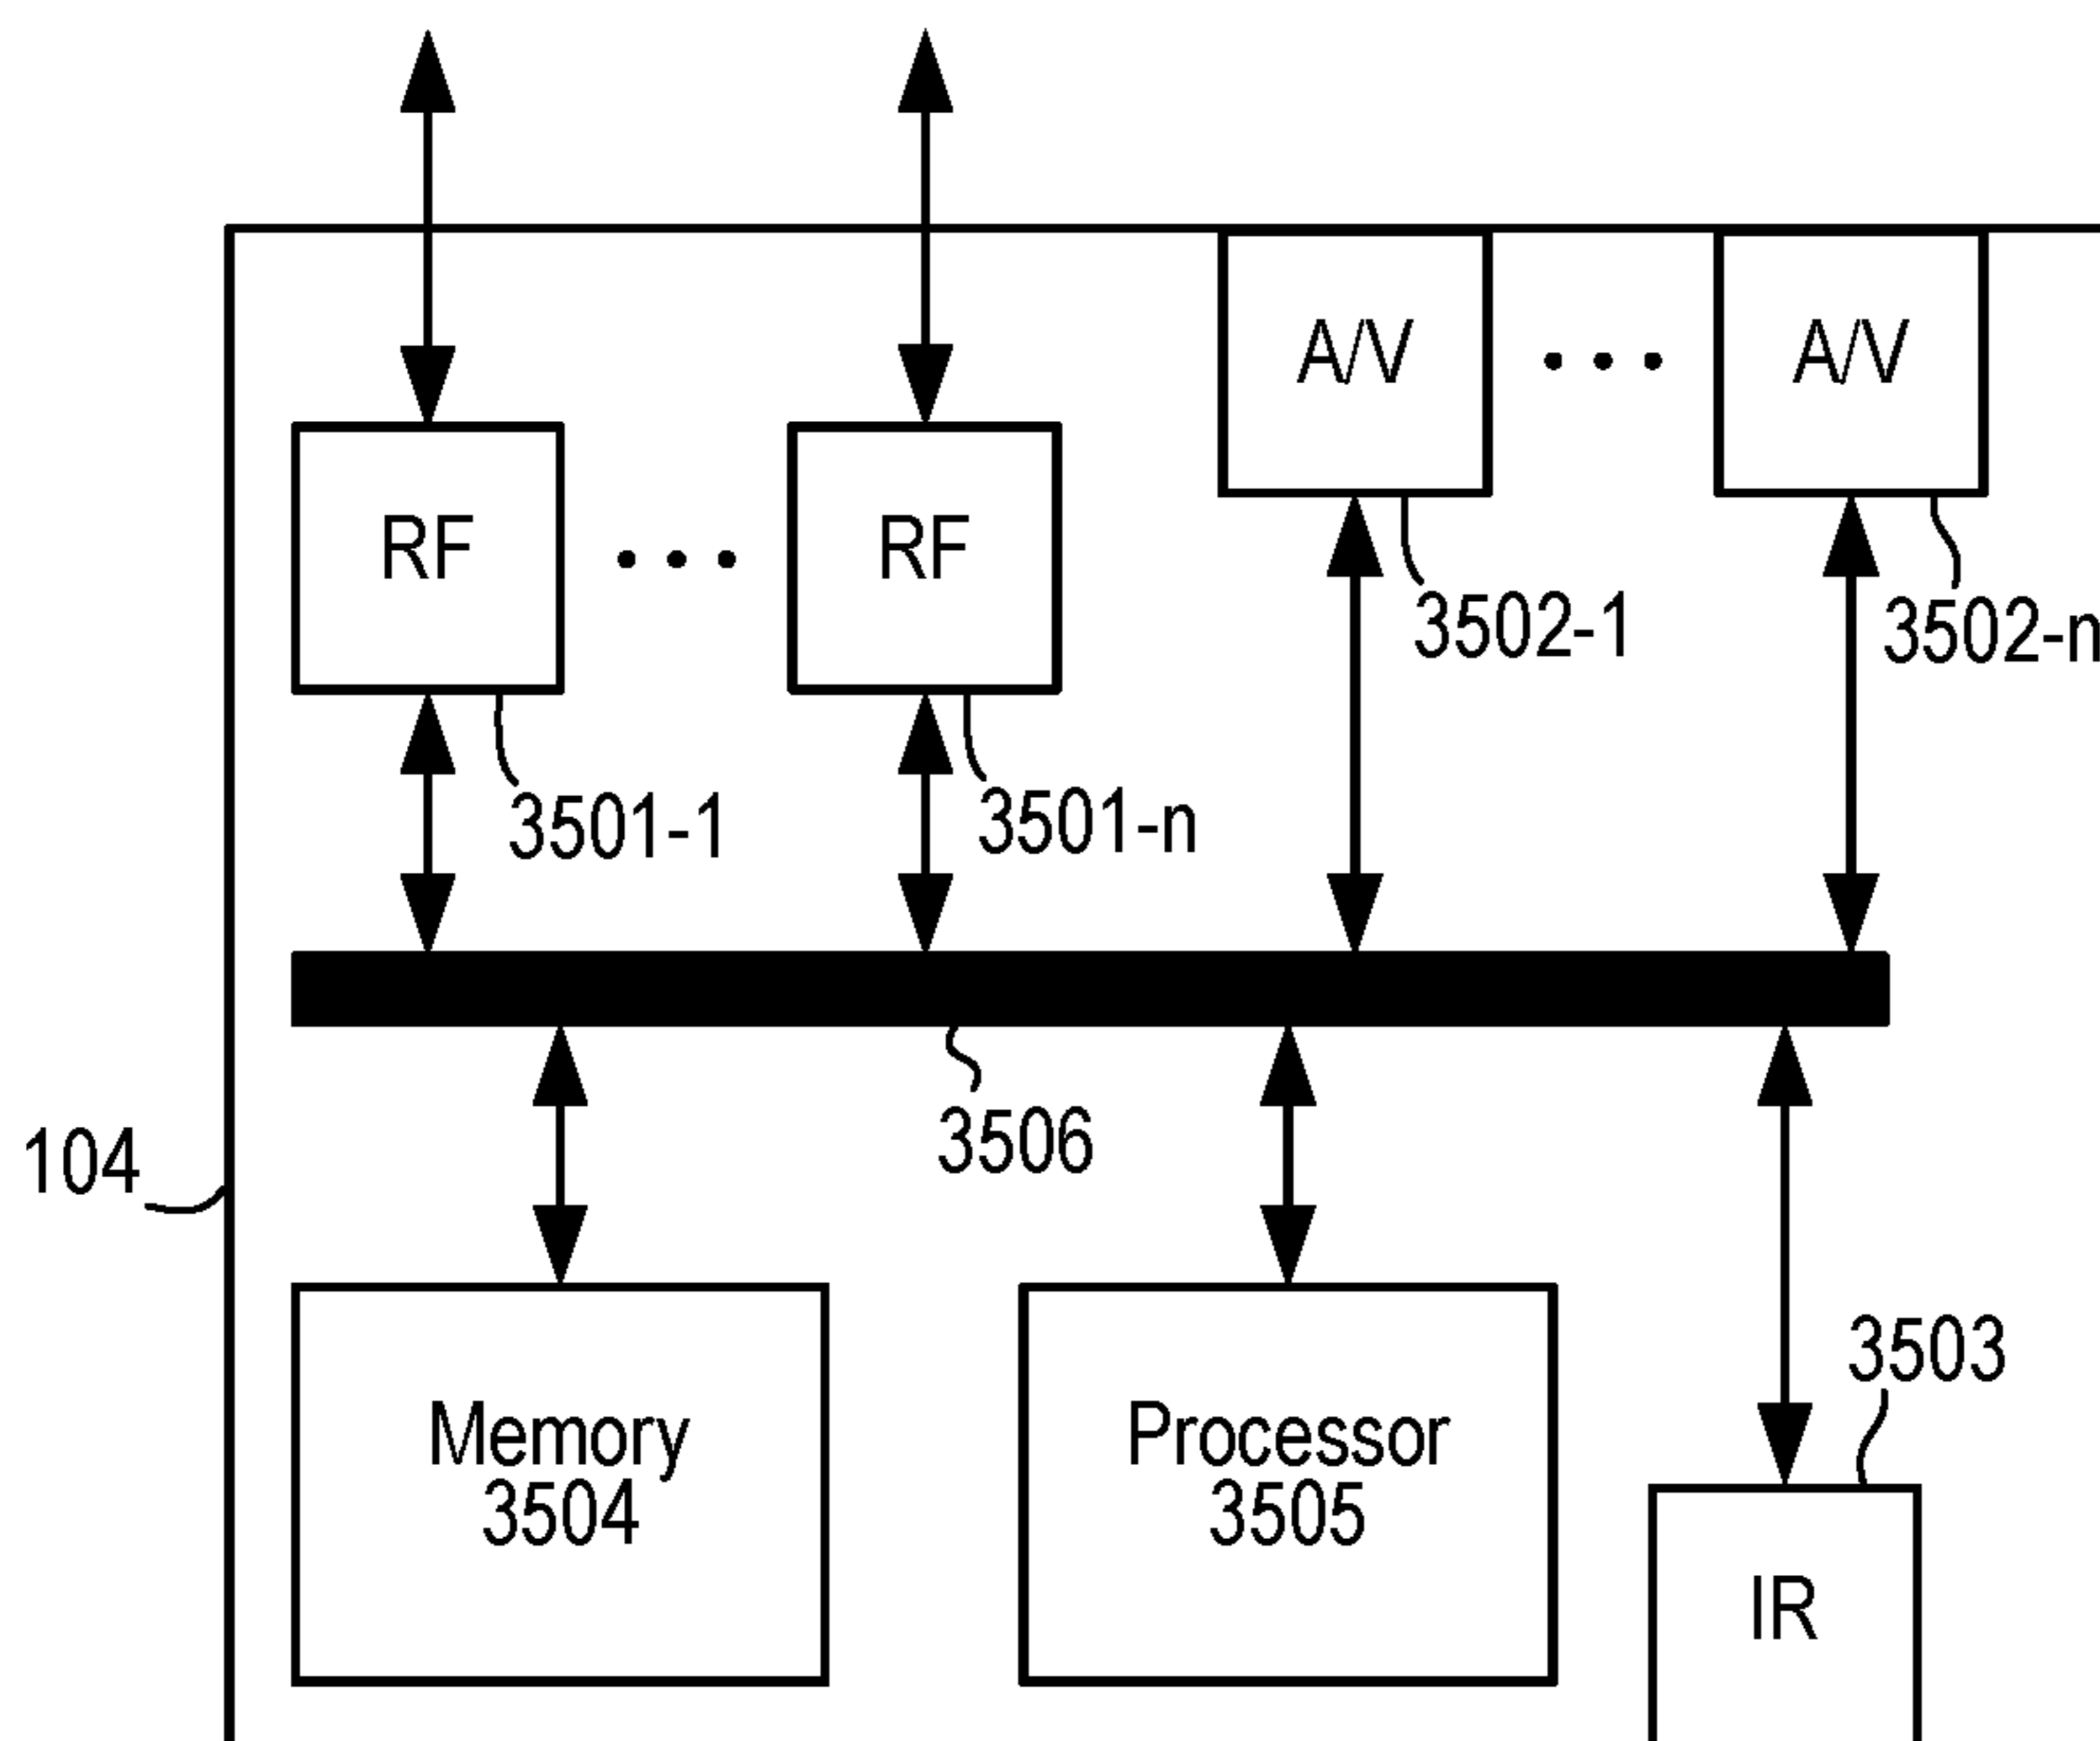 A/V
A/V
RF
RF
3502-1
3502-n
3501-1
3501-n
3506
104
3503
Memory
3504
Processor
3505
IR